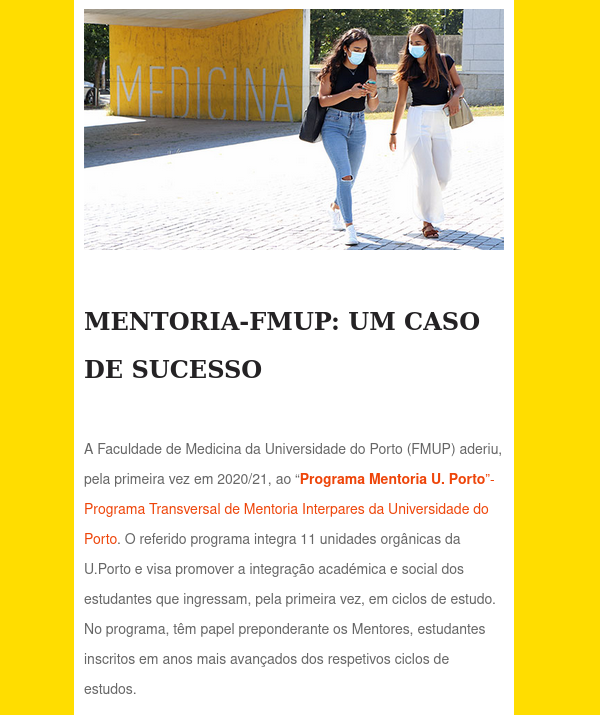 MEDICINA
MENTORIA-FMUP: UM CASO
DE SUCESSO
A Faculdade de Medicina da Universidade do Porto (FMUP) aderiu,
pela primeira vez em 2020/21, ao “Programa Mentoria U. Porto”-
Programa Transversal de Mentoria Interpares da Universidade do
Porto. O referido programa integra 11 unidades orgânicas da
U.Porto e visa promover a integração académica e social dos
estudantes que ingressam, pela primeira vez, em ciclos de estudo.
No programa, têm papel preponderante os Mentores, estudantes
inscritos em anos mais avançados dos respetivos ciclos de
estudos.